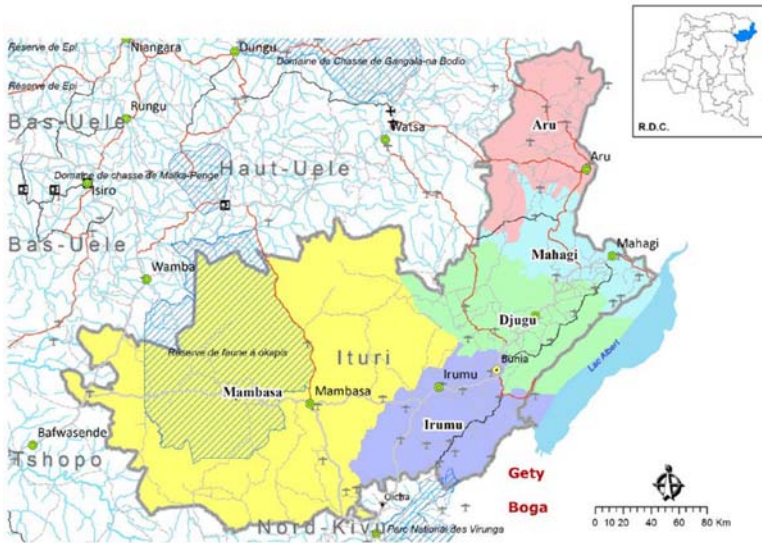 Réserve de Epi
Niangara
Dungu
Domaine de Chasse de Gangala-na Bodio
R.D.C.
Réserve de Epi
Rungu
Bas-Uele
Watsa
Aru
Aru
Haut-Uele
Domaine de chasse de Maika-Penge
Isiro
Bas-Uele
Mahagi
Mahagi
Wamba
Djugu
Réserve de faune à okapis
Ituri
Bunia
Lac Albert
Irumu
Mambasa
Mambasa
Irumu
Bafwasende
Tshopo
Gety
Oicha
Boga
Nord-Kivu
Parc National des Virunga
0 10 20 40 60 80 Km